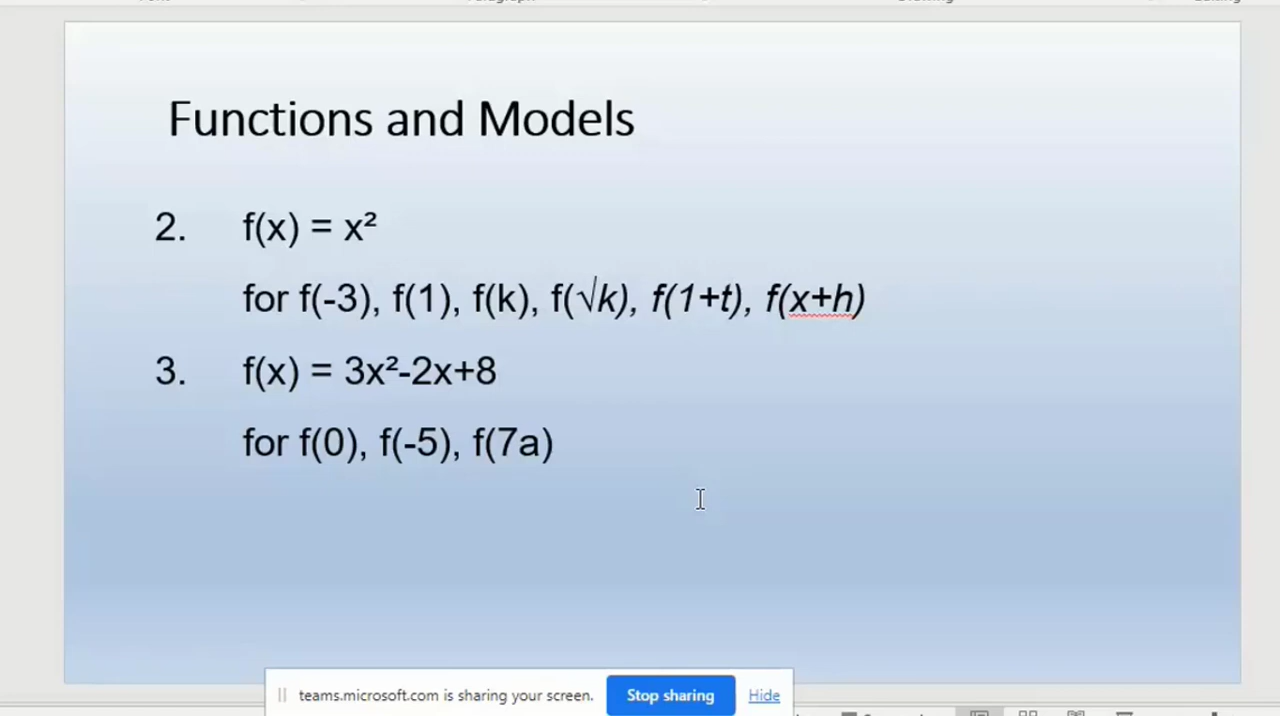 Functions and Models
2. f(x) = x²
for f(-3), f(1), f(k), f(√k), f(1+t), f(x+h)
3. f(x) = 3x²-2x+8
for f(0), f(-5), f(7a)
teams.microsoft.com is sharing your screen. Stop sharing Hide